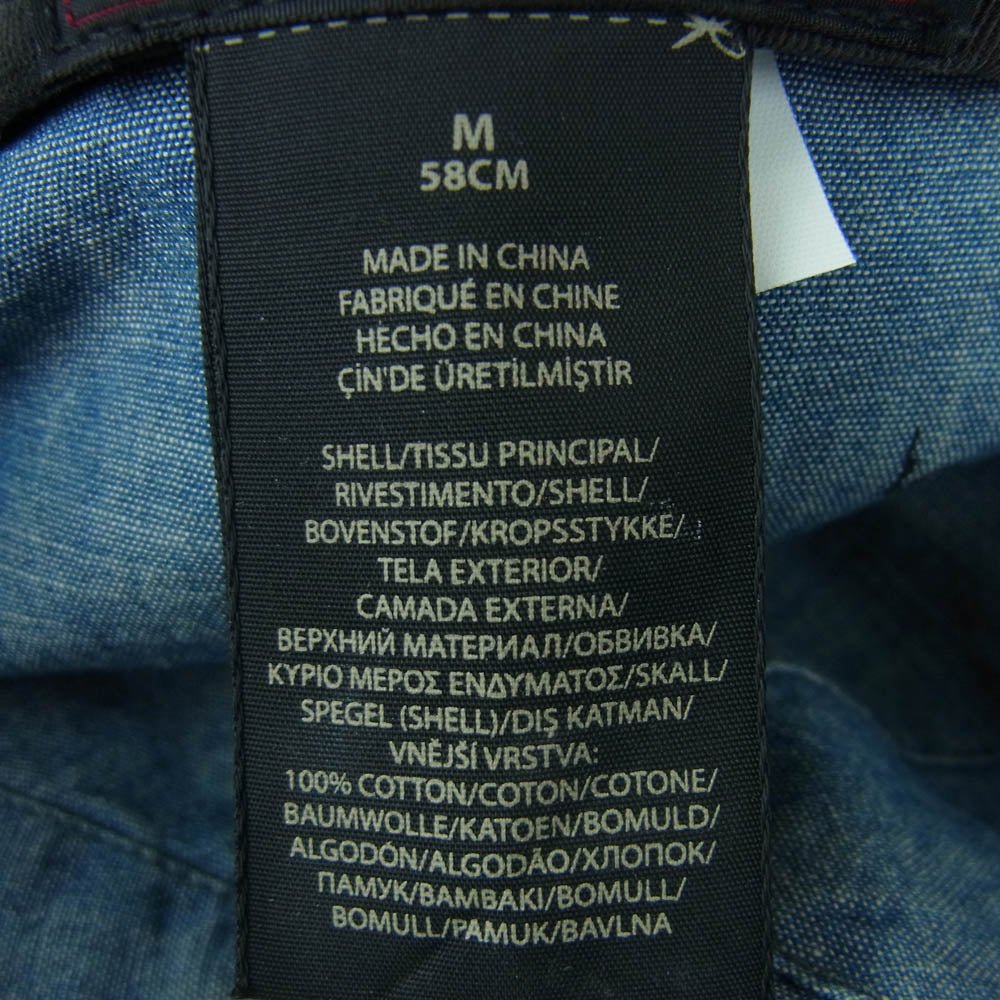 M
58CM
MADE IN CHINA
FABRIQUÉ EN CHINE
HECHO EN CHINA
ÇİN'DE ÜRETİLMİŞTİR
SHELL/TISSU PRINCIPAL/
RIVESTIMENTO/SHELL/
BOVENSTOF/KROPSSTYKKE/
TELA EXTERIOR/
CAMADA EXTERNA/
ВЕРХНИЙ МАТЕРИАЛ/ОБВИВКА/
ΚΥΡΙΟ ΜΕΡΟΣ ΕΝΔΥΜΑΤΟΣ/SKALL/
SPEGEL (SHELL)/DIŞ KATMAN/
VNĚJŠÍ VRSTVA:
100% COTTON/COTON/COTONE/
BAUMWOLLE/KATOEN/BOMULD/
ALGODÓN/ALGODÃO/ХЛОПОК/
ПАМУК/ΒΑΜΒΑΚΙ/BOMULL/
BOMULL/PAMUK/BAVLNA